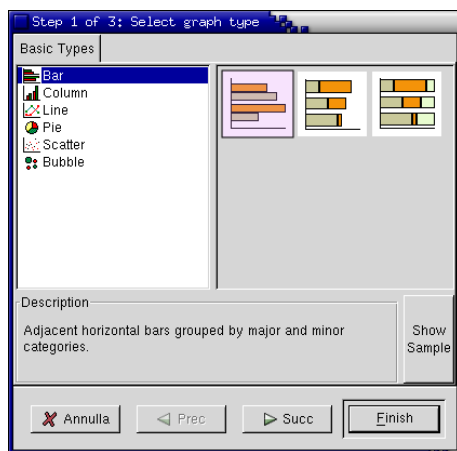 Step 1 of 3: Select graph type
Basic Types
Bar
Column
Line
Pie
Scatter
Bubble
Description
Adjacent horizontal bars grouped by major and minor
categories.
Show
Sample
Annulla
Prec
Succ
Finish